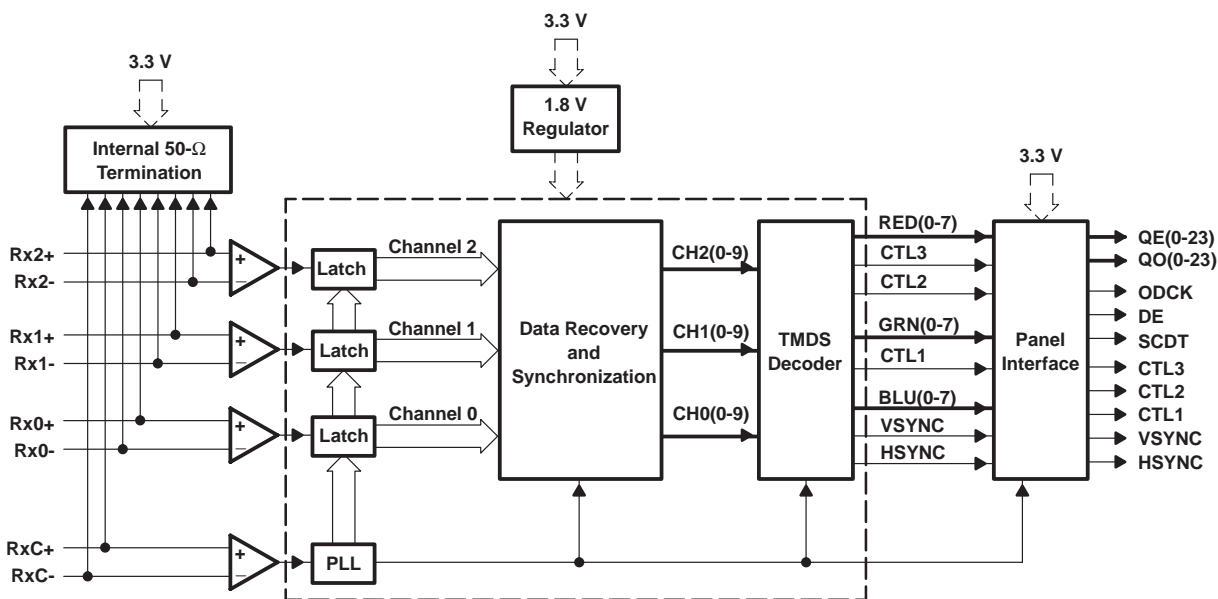 3.3 V
3.3 V
1.8 V
Regulator
Internal 50-Ω
Termination
3.3 V
Rx2+
Rx2-
Rx1+
Rx1-
Rx0+
Rx0-
RxC+
RxC-
+
−
+
−
+
−
+
−
Latch
Latch
Latch
PLL
Channel 2
Channel 1
Channel 0
Data Recovery
and
Synchronization
CH2(0-9)
CH1(0-9)
CH0(0-9)
TMDS
Decoder
RED(0-7)
CTL3
CTL2
GRN(0-7)
CTL1
BLU(0-7)
VSYNC
HSYNC
Panel
Interface
QE(0-23)
QO(0-23)
ODCK
DE
SCDT
CTL3
CTL2
CTL1
VSYNC
HSYNC